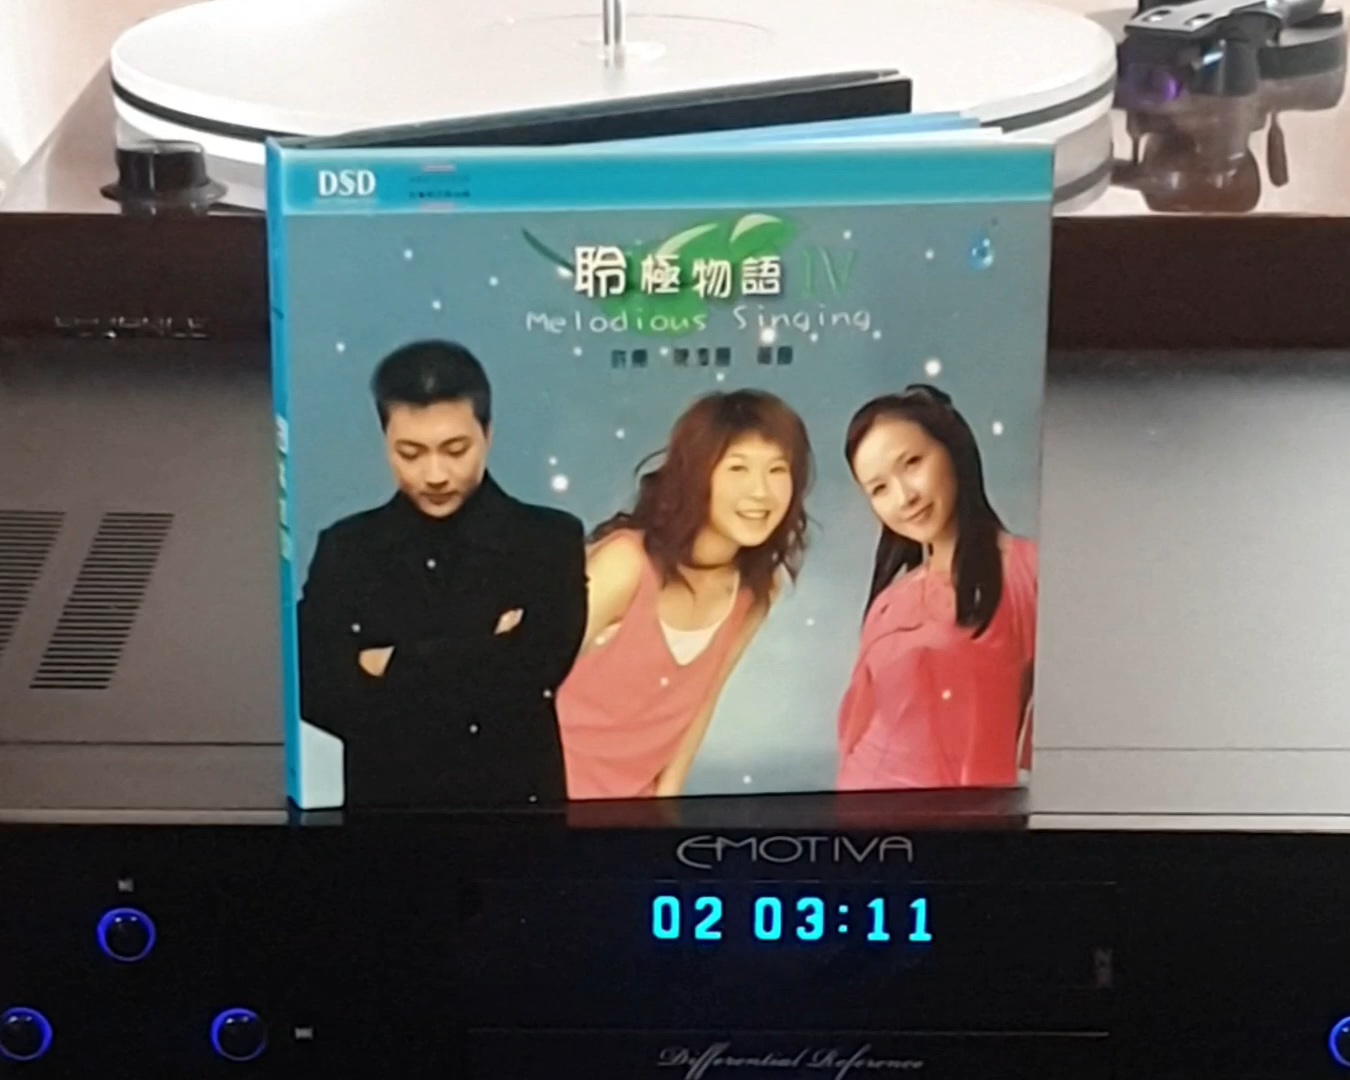 DSD
聆極物語 IV
Melodious Singing
EMOTIVA
02 03:11
Differential Reference